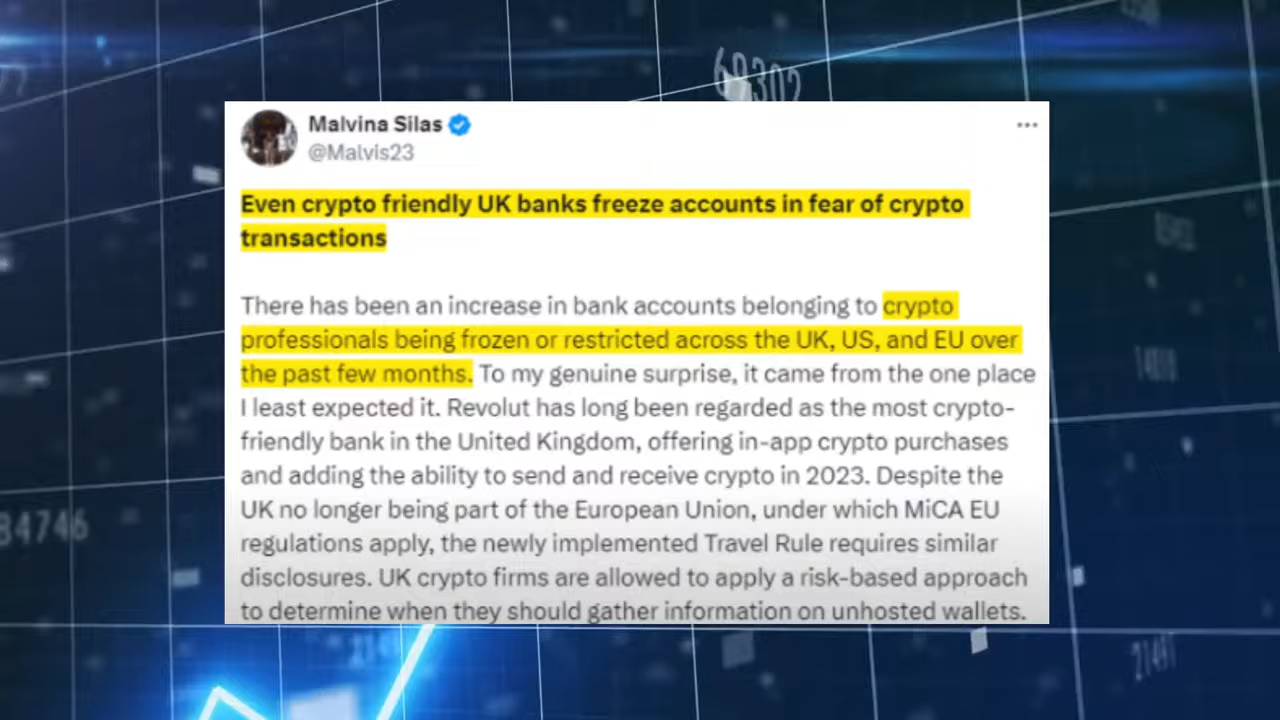 69302
Malvina Silas
@Malvis23
Even crypto friendly UK banks freeze accounts in fear of crypto
transactions
There has been an increase in bank accounts belonging to crypto
professionals being frozen or restricted across the UK, US, and EU over
the past few months. To my genuine surprise, it came from the one place
I least expected it. Revolut has long been regarded as the most crypto-
friendly bank in the United Kingdom, offering in-app crypto purchases
and adding the ability to send and receive crypto in 2023. Despite the
UK no longer being part of the European Union, under which MiCA EU
regulations apply, the newly implemented Travel Rule requires similar
disclosures. UK crypto firms are allowed to apply a risk-based approach
to determine when they should gather information on unhosted wallets.
84746
21491